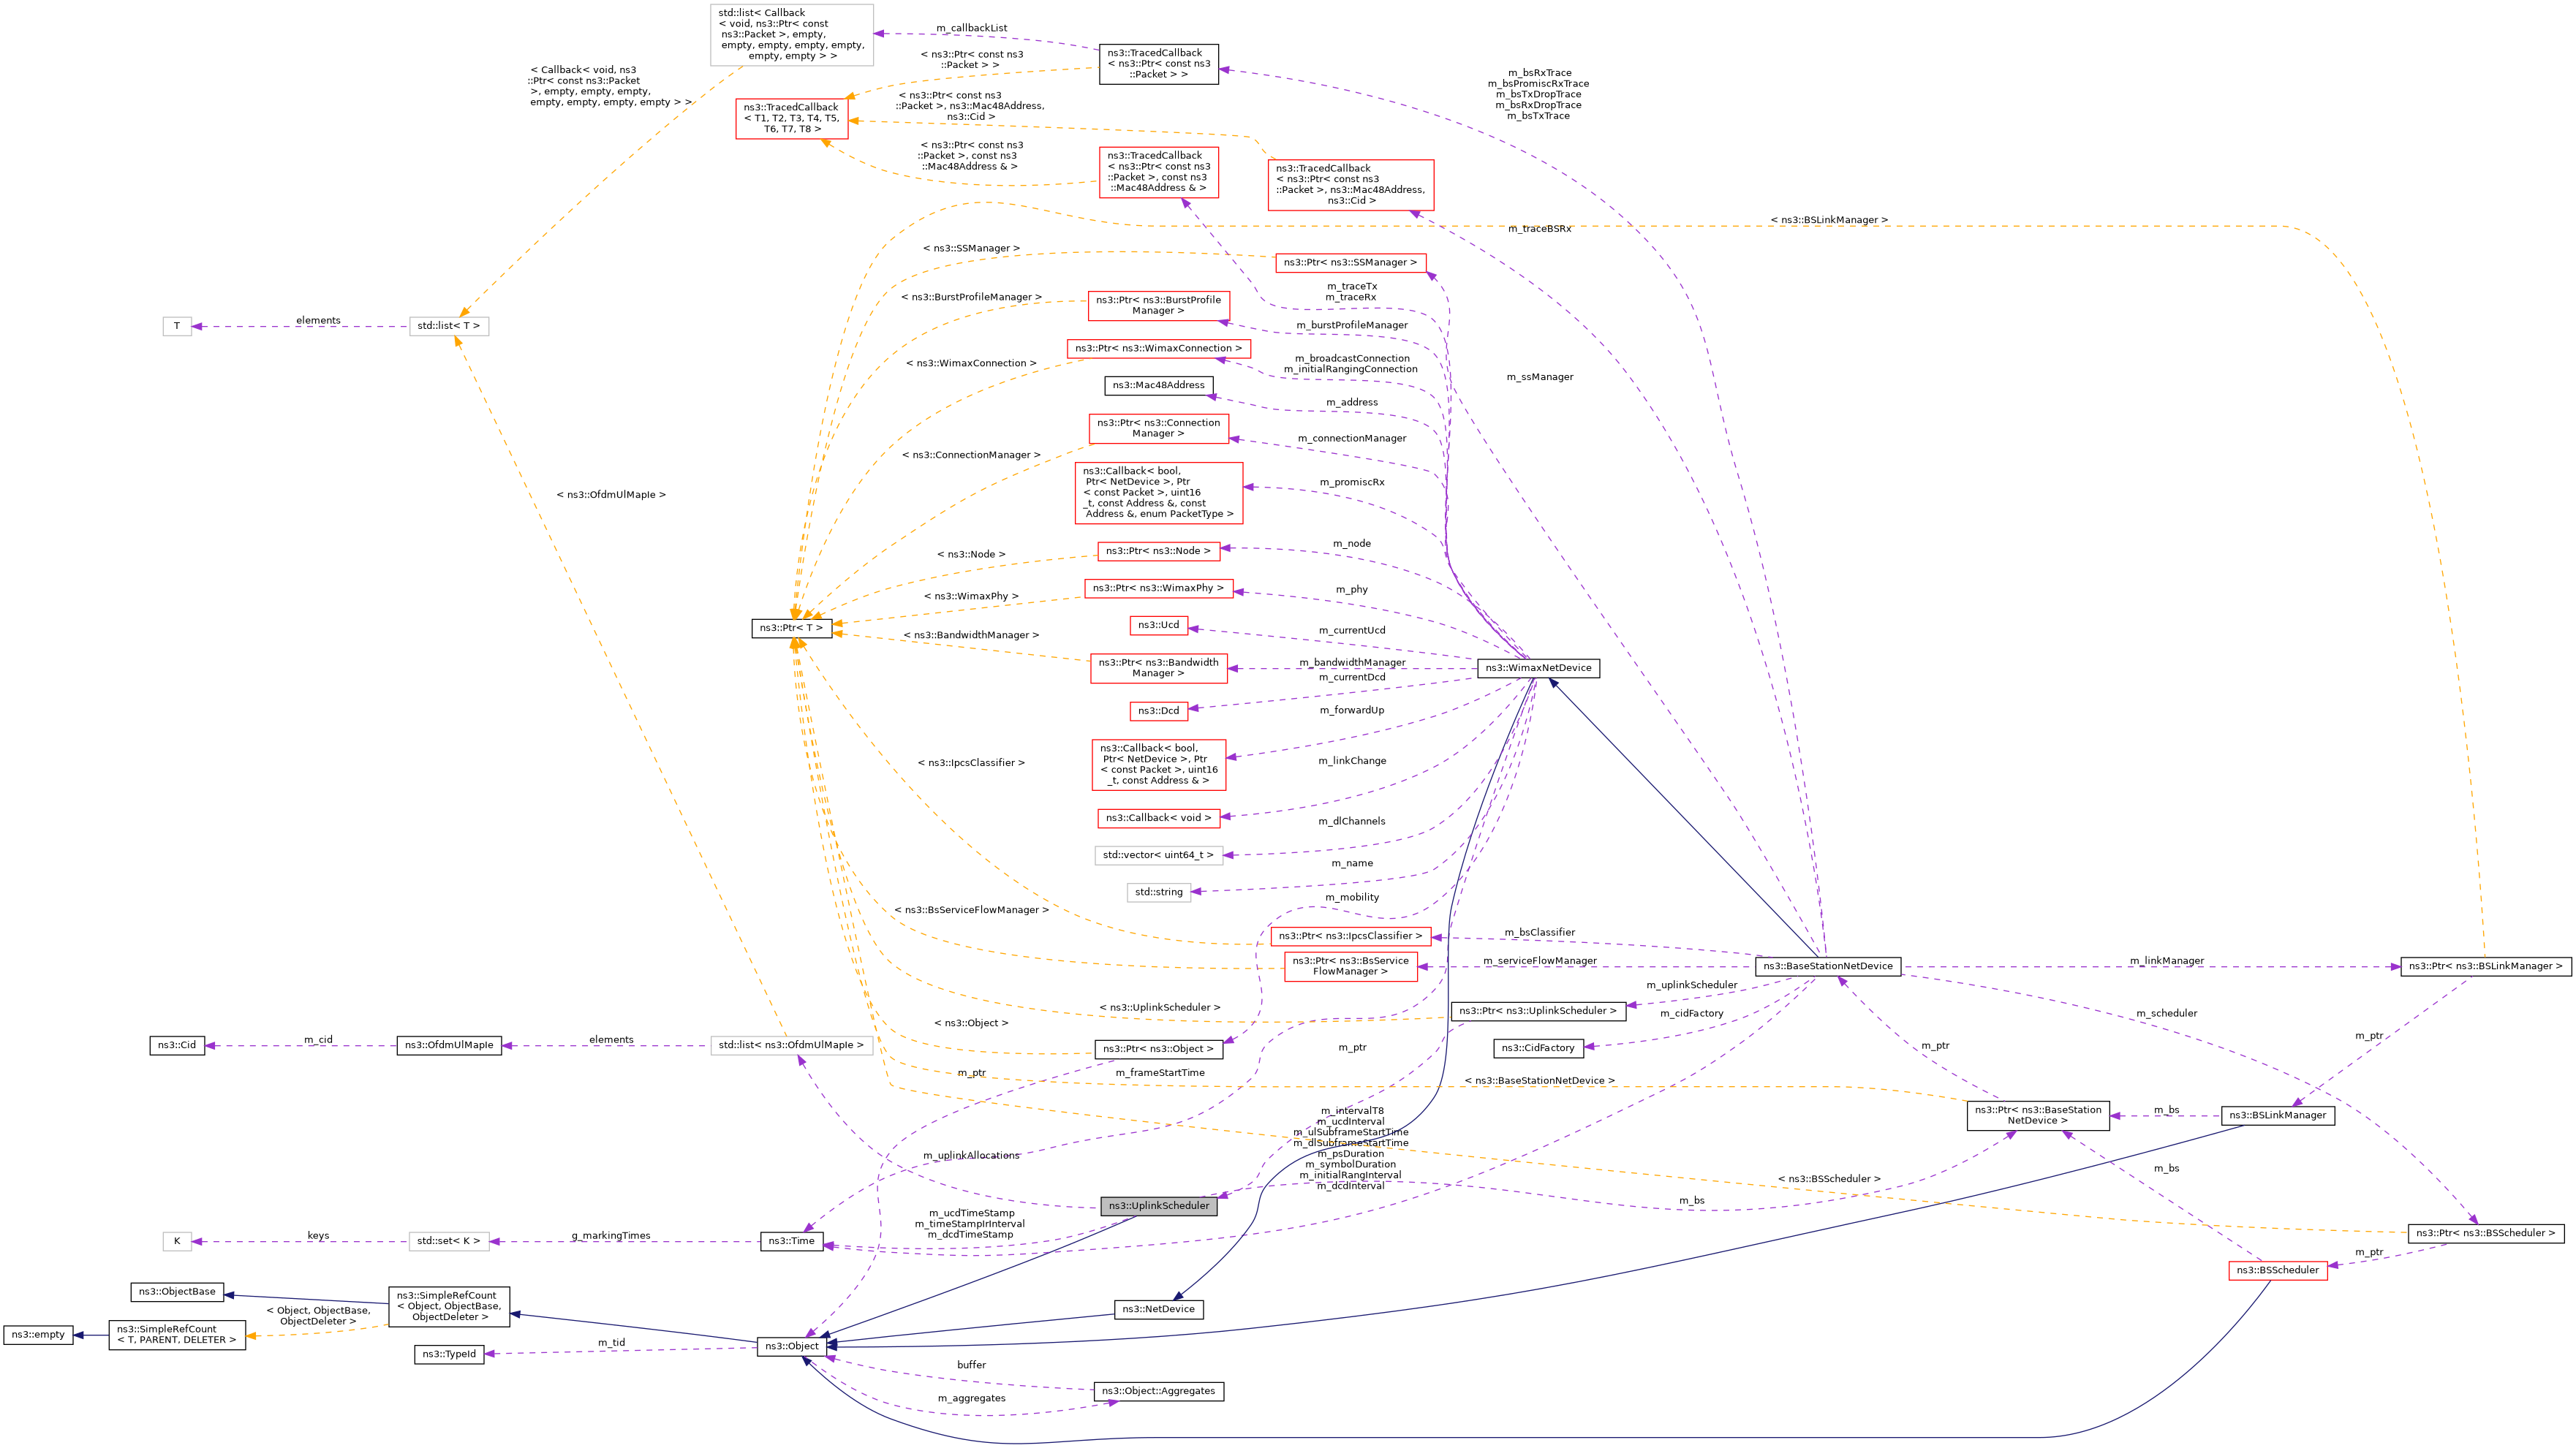 std::list< Callback
< void, ns3::Ptr< const
ns3::Packet >, empty,
empty, empty, empty, empty,
empty, empty > >
m_callbackList
ns3::TracedCallback
< ns3::Ptr< const ns3
::Packet > >
< ns3::Ptr< const ns3
::Packet > >
< Callback< void, ns3
::Ptr< const ns3::Packet
>, empty, empty, empty,
empty, empty, empty, empty > >
m_bsRxTrace
m_bsPromiscRxTrace
m_bsTxDropTrace
m_bsRxDropTrace
m_bsTxTrace
ns3::TracedCallback
< T1, T2, T3, T4, T5,
T6, T7, T8 >
< ns3::Ptr< const ns3
::Packet >, ns3::Mac48Address,
ns3::Cid >
< ns3::Ptr< const ns3
::Packet >, const ns3
::Mac48Address & >
ns3::TracedCallback
< ns3::Ptr< const ns3
::Packet >, const ns3
::Mac48Address & >
ns3::TracedCallback
< ns3::Ptr< const ns3
::Packet >, ns3::Mac48Address,
ns3::Cid >
< ns3::BSLinkManager >
m_traceBSRx
< ns3::SSManager >
ns3::Ptr< ns3::SSManager >
m_traceTx
m_traceRx
< ns3::BurstProfileManager >
ns3::Ptr< ns3::BurstProfile
Manager >
m_burstProfileManager
T
elements
std::list< T >
ns3::Ptr< ns3::WimaxConnection >
m_broadcastConnection
m_initialRangingConnection
< ns3::WimaxConnection >
m_ssManager
ns3::Mac48Address
m_address
ns3::Ptr< ns3::Connection
Manager >
m_connectionManager
< ns3::ConnectionManager >
ns3::Callback< bool,
Ptr< NetDevice >, Ptr
< const Packet >, uint16
_t, const Address &, const
Address &, enum PacketType >
m_promiscRx
< ns3::OfdmUlMapIe >
< ns3::Node >
ns3::Ptr< ns3::Node >
m_node
< ns3::WimaxPhy >
ns3::Ptr< ns3::WimaxPhy >
m_phy
ns3::Ptr< T >
ns3::Ucd
m_currentUcd
< ns3::BandwidthManager >
ns3::Ptr< ns3::Bandwidth
Manager >
m_bandwidthManager
ns3::WimaxNetDevice
m_currentDcd
ns3::Dcd
m_forwardUp
ns3::Callback< bool,
Ptr< NetDevice >, Ptr
< const Packet >, uint16
_t, const Address & >
< ns3::IpcsClassifier >
m_linkChange
ns3::Callback< void >
m_dlChannels
std::vector< uint64_t >
m_name
std::string
m_mobility
< ns3::BsServiceFlowManager >
ns3::Ptr< ns3::IpcsClassifier >
m_bsClassifier
ns3::Ptr< ns3::BsService
FlowManager >
m_serviceFlowManager
ns3::BaseStationNetDevice
m_linkManager
ns3::Ptr< ns3::BSLinkManager >
m_uplinkScheduler
< ns3::UplinkScheduler >
ns3::Ptr< ns3::UplinkScheduler >
m_cidFactory
m_scheduler
< ns3::Object >
ns3::Cid
m_cid
ns3::OfdmUlMapIe
elements
std::list< ns3::OfdmUlMapIe >
ns3::Ptr< ns3::Object >
m_ptr
ns3::CidFactory
m_ptr
m_ptr
m_ptr
m_frameStartTime
< ns3::BaseStationNetDevice >
ns3::Ptr< ns3::BaseStation
NetDevice >
m_bs
ns3::BSLinkManager
m_intervalT8
m_ucdInterval
m_ulSubframeStartTime
m_dlSubframeStartTime
m_psDuration
m_symbolDuration
m_initialRangInterval
m_dcdInterval
m_uplinkAllocations
m_bs
< ns3::BSScheduler >
ns3::UplinkScheduler
m_bs
m_ucdTimeStamp
m_timeStampIrInterval
m_dcdTimeStamp
K
keys
std::set< K >
g_markingTimes
ns3::Time
ns3::Ptr< ns3::BSScheduler >
m_ptr
ns3::BSScheduler
ns3::ObjectBase
ns3::SimpleRefCount
< Object, ObjectBase,
ObjectDeleter >
< Object, ObjectBase,
ObjectDeleter >
ns3::NetDevice
ns3::empty
ns3::SimpleRefCount
< T, PARENT, DELETER >
m_tid
ns3::TypeId
ns3::Object
buffer
m_aggregates
ns3::Object::Aggregates